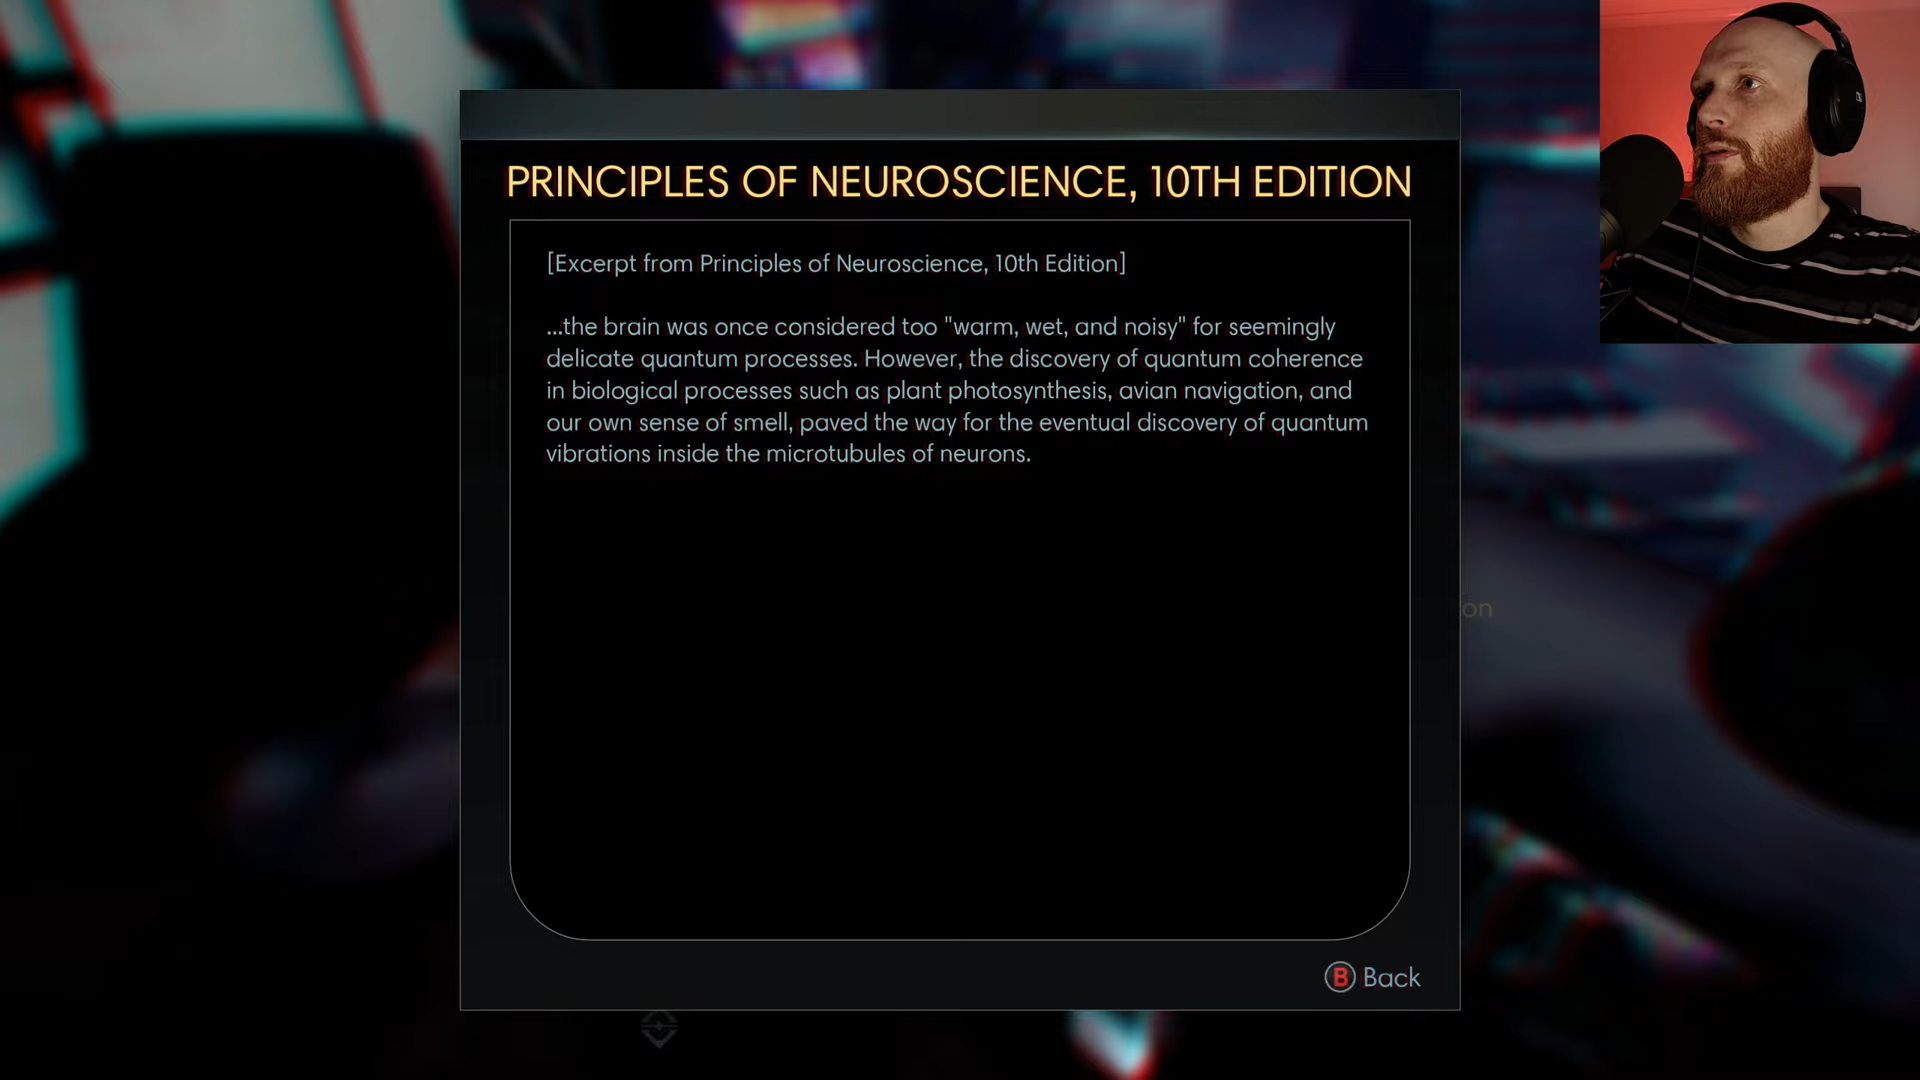 PRINCIPLES OF NEUROSCIENCE, 10TH EDITION
[Excerpt from Principles of Neuroscience, 10th Edition]
...the brain was once considered too "warm, wet, and noisy" for seemingly
delicate quantum processes. However, the discovery of quantum coherence
in biological processes such as plant photosynthesis, avian navigation, and
our own sense of smell, paved the way for the eventual discovery of quantum
vibrations inside the microtubules of neurons.
on
B Back